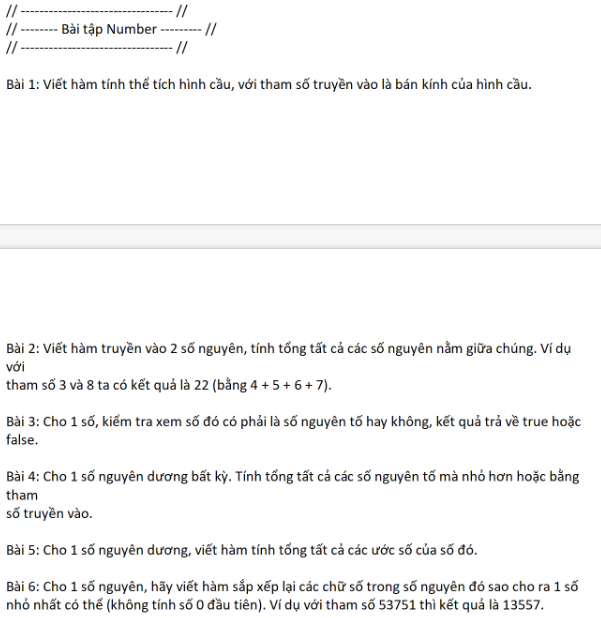 // ---------------------------------- //
// -------- Bài tập Number --------- //
// ---------------------------------- //
Bài 1: Viết hàm tính thể tích hình cầu, với tham số truyền vào là bán kính của hình cầu.
Bài 2: Viết hàm truyền vào 2 số nguyên, tính tổng tất cả các số nguyên nằm giữa chúng. Ví dụ
với
tham số 3 và 8 ta có kết quả là 22 (bằng 4 + 5 + 6 + 7).
Bài 3: Cho 1 số, kiểm tra xem số đó có phải là số nguyên tố hay không, kết quả trả về true hoặc
false.
Bài 4: Cho 1 số nguyên dương bất kỳ. Tính tổng tất cả các số nguyên tố mà nhỏ hơn hoặc bằng
tham
số truyền vào.
Bài 5: Cho 1 số nguyên dương, viết hàm tính tổng tất cả các ước số của số đó.
Bài 6: Cho 1 số nguyên, hãy viết hàm sắp xếp lại các chữ số trong số nguyên đó sao cho ra 1 số
nhỏ nhất có thể (không tính số 0 đầu tiên). Ví dụ với tham số 53751 thì kết quả là 13557.